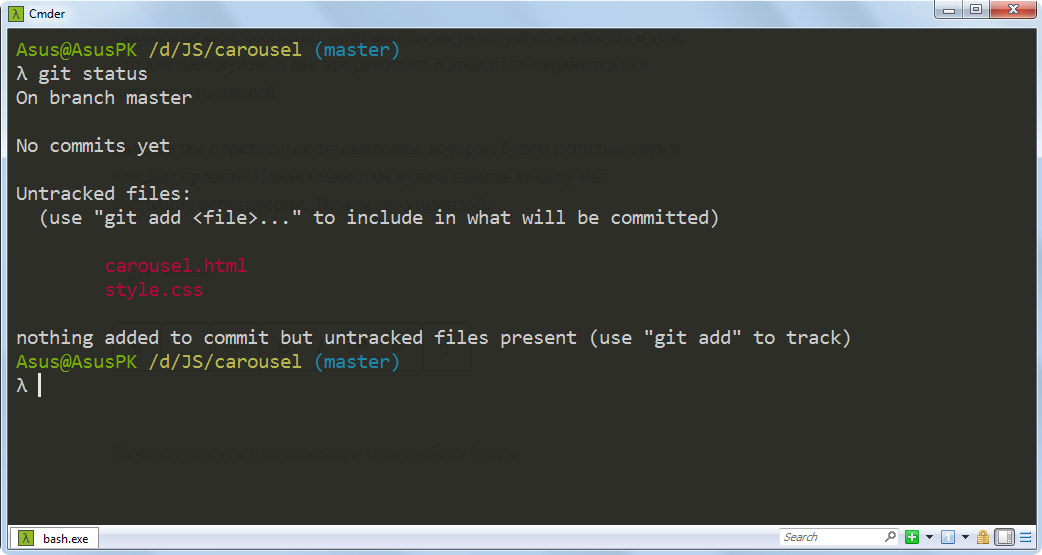 Cmder
Asus@AsusPK /d/JS/carousel (master)
λ git status
On branch master
No commits yet
Untracked files:
(use "git add <file>..." to include in what will be committed)
carousel.html
style.css
nothing added to commit but untracked files present (use "git add" to track)
Asus@AsusPK /d/JS/carousel (master)
λ
bash.exe
Search